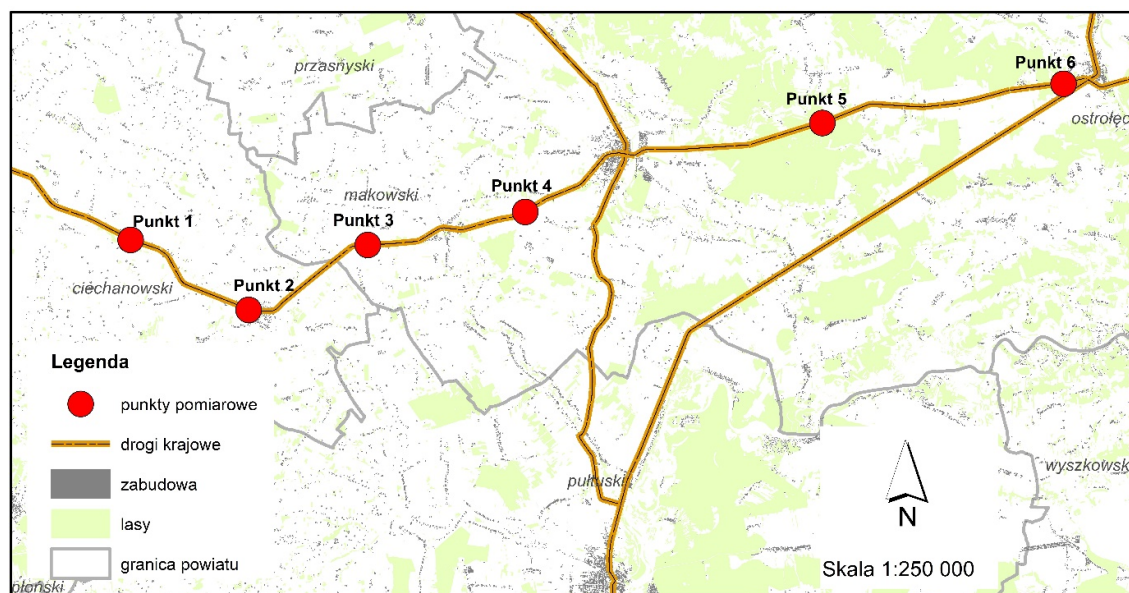 przasnyski
Punkt 6
Punkt 5
ostrołęc
Punkt 4
makowski
Punkt 3
Punkt 1
ciechanowski
Punkt 2
Legenda
punkty pomiarowe
drogi krajowe
zabudowa
lasy
granica powiatu
pułtuski
wyszkowsk
N
Skala 1:250 000
płoński